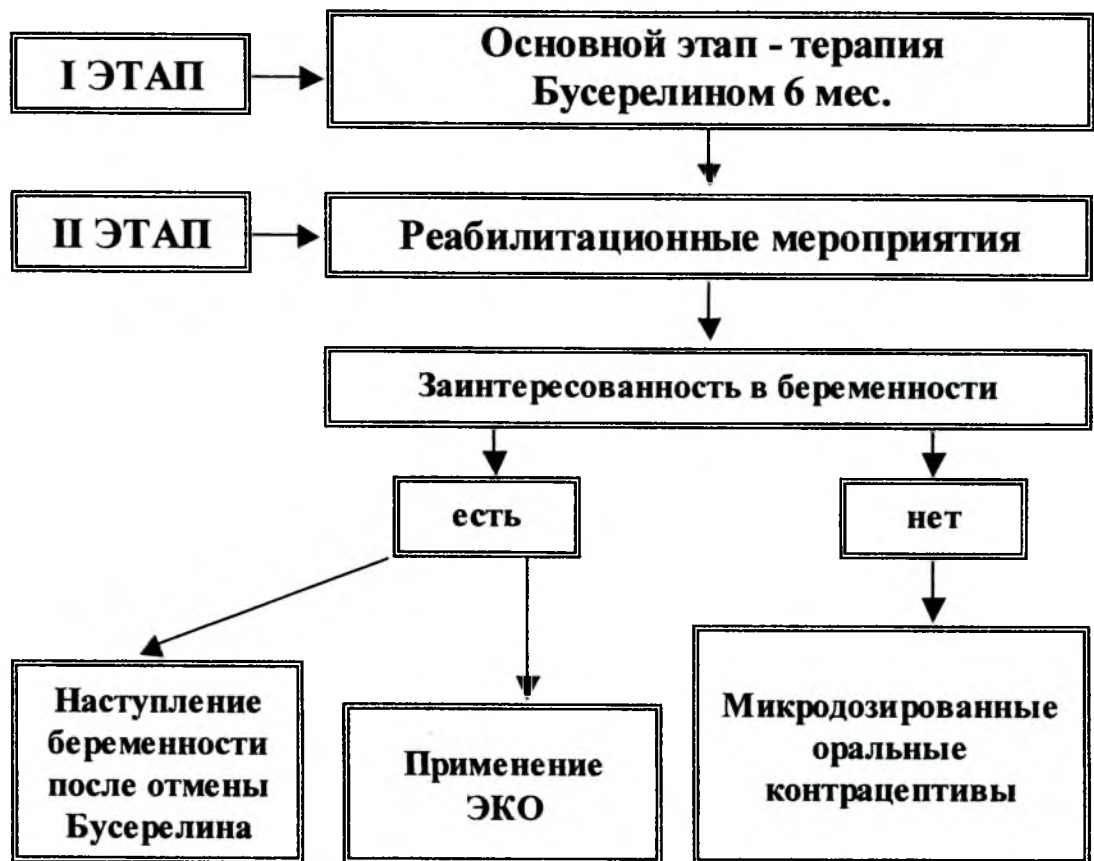 I ЭТАП
Основной этап - терапия
Бусерелином 6 мес.
II ЭТАП
Реабилитационные мероприятия
Заинтересованность в беременности
есть
нет
Наступление
беременности
после отмены
Бусерелина
Применение
ЭКО
Микродозированные
оральные
контрацептивы